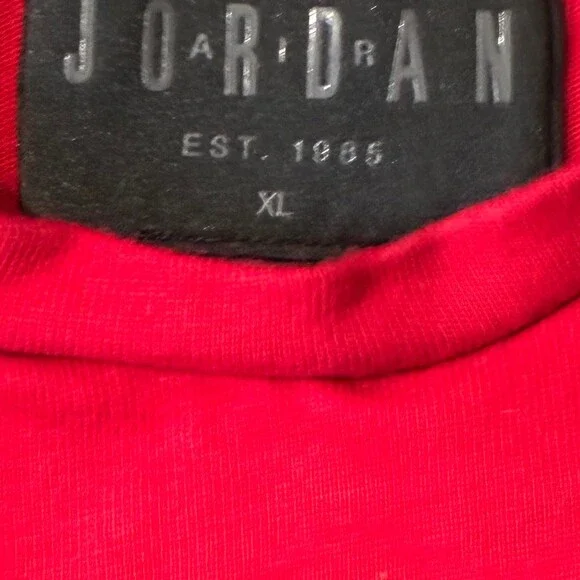 JORDAN
AIR
EST. 1985
XL